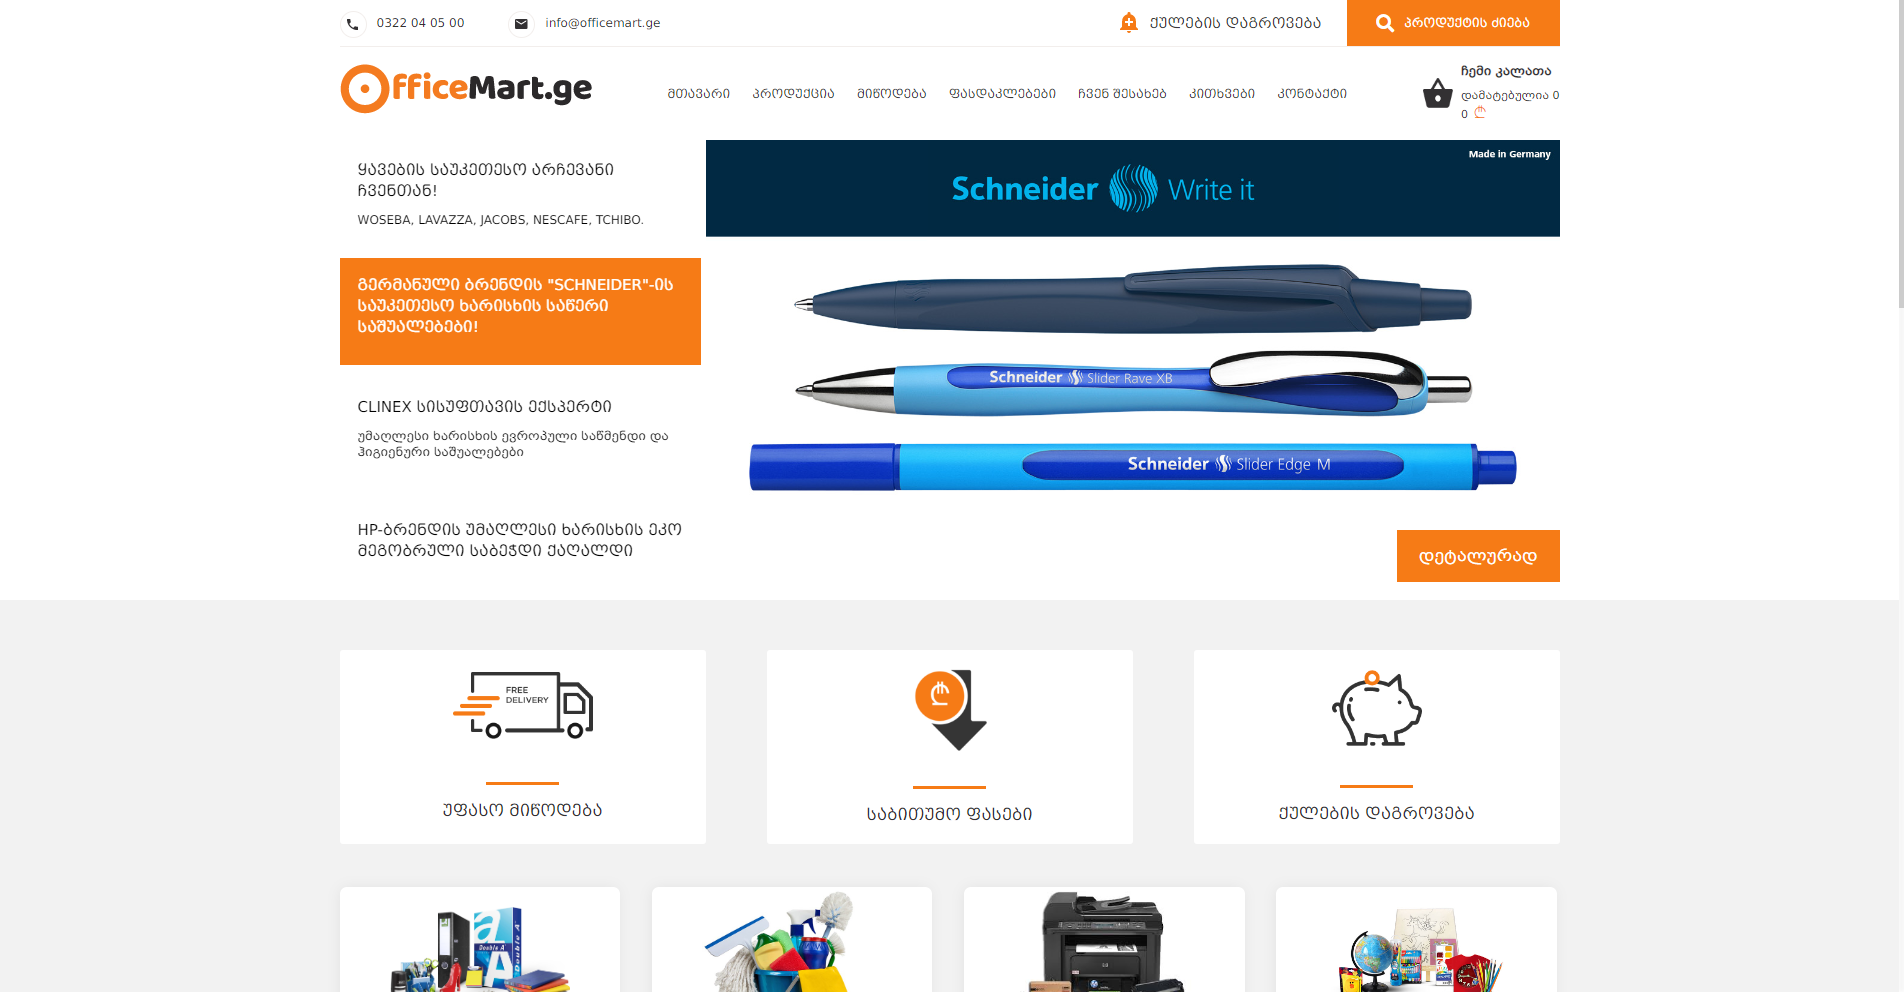 0322 04 05 00
info@officemart.ge
ქულების დაგროვება
პროდუქტის ძიება
OfficeMart.ge
მთავარი
პროდუქცია
მიწოდება
ფასდაკლებები
ჩვენ შესახებ
კითხვები
კონტაქტი
ჩემი კალათა
დამატებულია 0
0 ₾
ყავების საუკეთესო არჩევანი
ჩვენთან!
WOSEBA, LAVAZZA, JACOBS, NESCAFE, TCHIBO.
გერმანული ბრენდის "SCHNEIDER"-ის
საუკეთესო ხარისხის საწერი
საშუალებები!
CLINEX სისუფთავის ექსპერტი
უმაღლესი ხარისხის ევროპული საწმენდი და
ჰიგიენური საშუალებები
HP-ბრენდის უმაღლესი ხარისხის ეკო
მეგობრული საბეჭდი ქაღალდი
Made in Germany
Schneider Write it
Schneider Slider Rave XB
Schneider Slider Edge M
დეტალურად
FREE
DELIVERY
₾
უფასო მიწოდება
საბითუმო ფასები
ქულების დაგროვება
a
Double A
A
Double A